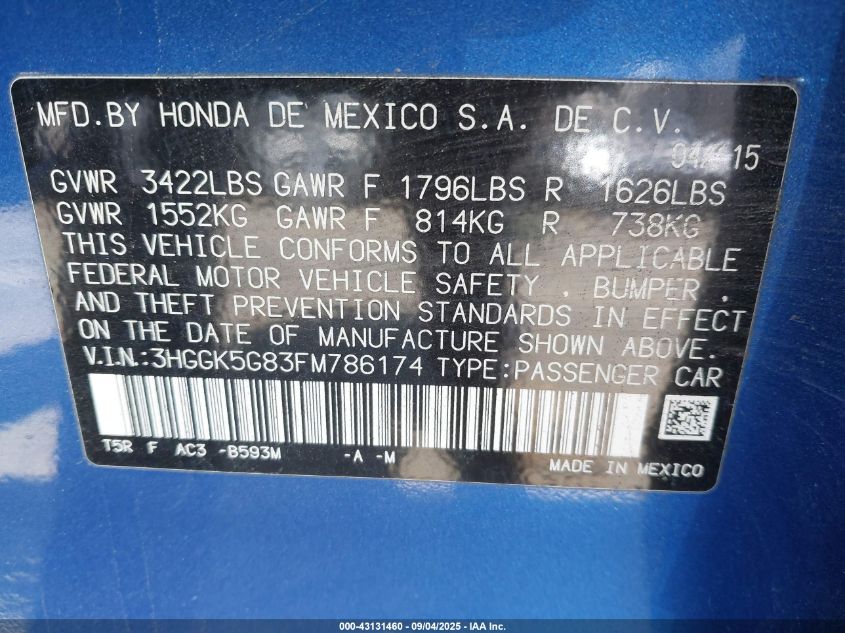 MFD.BY HONDA DE MEXICO S.A. DE C.V.
04/15
GVWR 3422LBS GAWR F 1796LBS R 1626LBS
GVWR 1552KG GAWR F 814KG R 738KG
THIS VEHICLE CONFORMS TO ALL APPLICABLE
FEDERAL MOTOR VEHICLE SAFETY , BUMPER ,
AND THEFT PREVENTION STANDARDS IN EFFECT
ON THE DATE OF MANUFACTURE SHOWN ABOVE.
V.I.N.:3HGGK5G83FM786174 TYPE:PASSENGER CAR
T5R F AC3 -B593M -A -M
MADE IN MEXICO
000-43131460 - 09/04/2025 - IAA Inc.